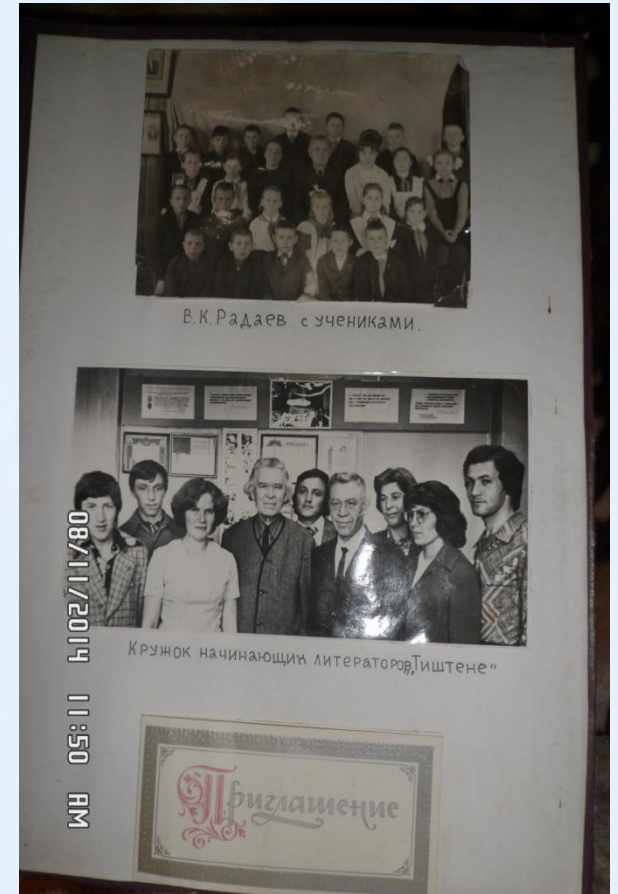 В.К.Радаев с учениками.
Кружок начинающих литераторов „Тиштене"
Приглашение
08/11/2014 11:50 AM